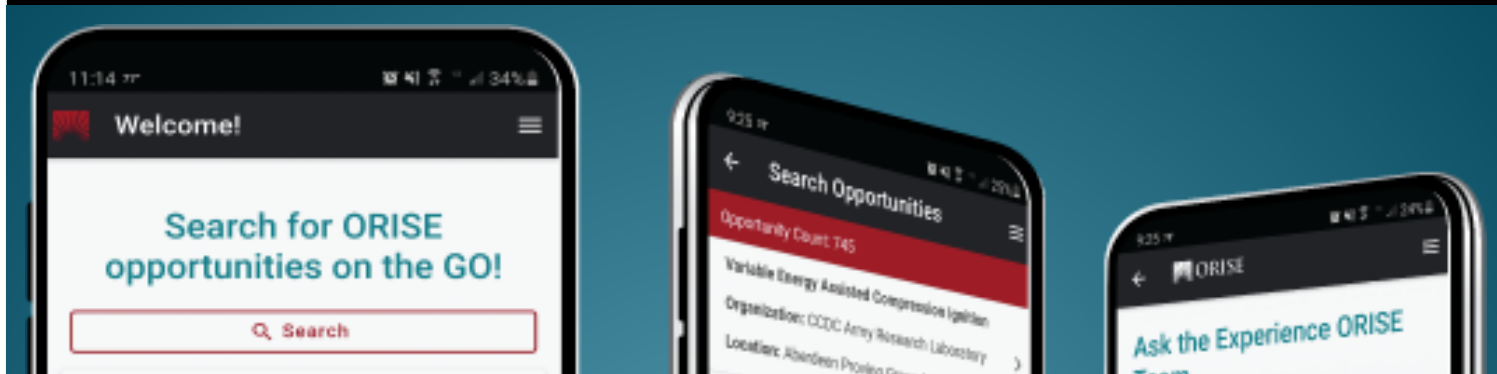 11:14
34%
Welcome!
Search for ORISE
opportunities on the GO!
Search
9:25
Search Opportunities
Opportunity Count: 745
Variable Energy Assisted Compression Ignition
Organization: CCDC Army Research Laboratory
Location: Aberdeen Proving
9:25
ORISE
Ask the Experience ORISE
Team